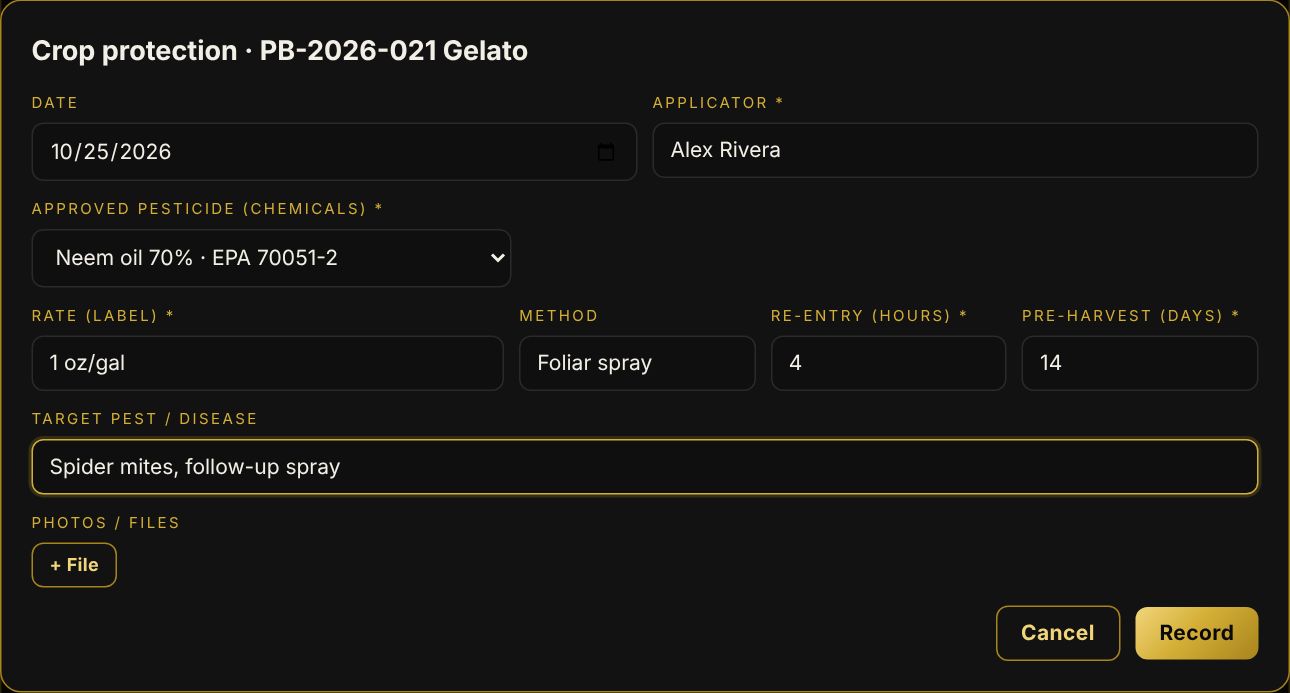 Crop protection · PB-2026-021 Gelato
DATE
APPLICATOR *
10/25/2026
Alex Rivera
APPROVED PESTICIDE (CHEMICALS) *
Neem oil 70% · EPA 70051-2
RATE (LABEL) *
METHOD
RE-ENTRY (HOURS) *
PRE-HARVEST (DAYS) *
1 oz/gal
Foliar spray
4
14
TARGET PEST / DISEASE
Spider mites, follow-up spray
PHOTOS / FILES
+ File
Cancel
Record